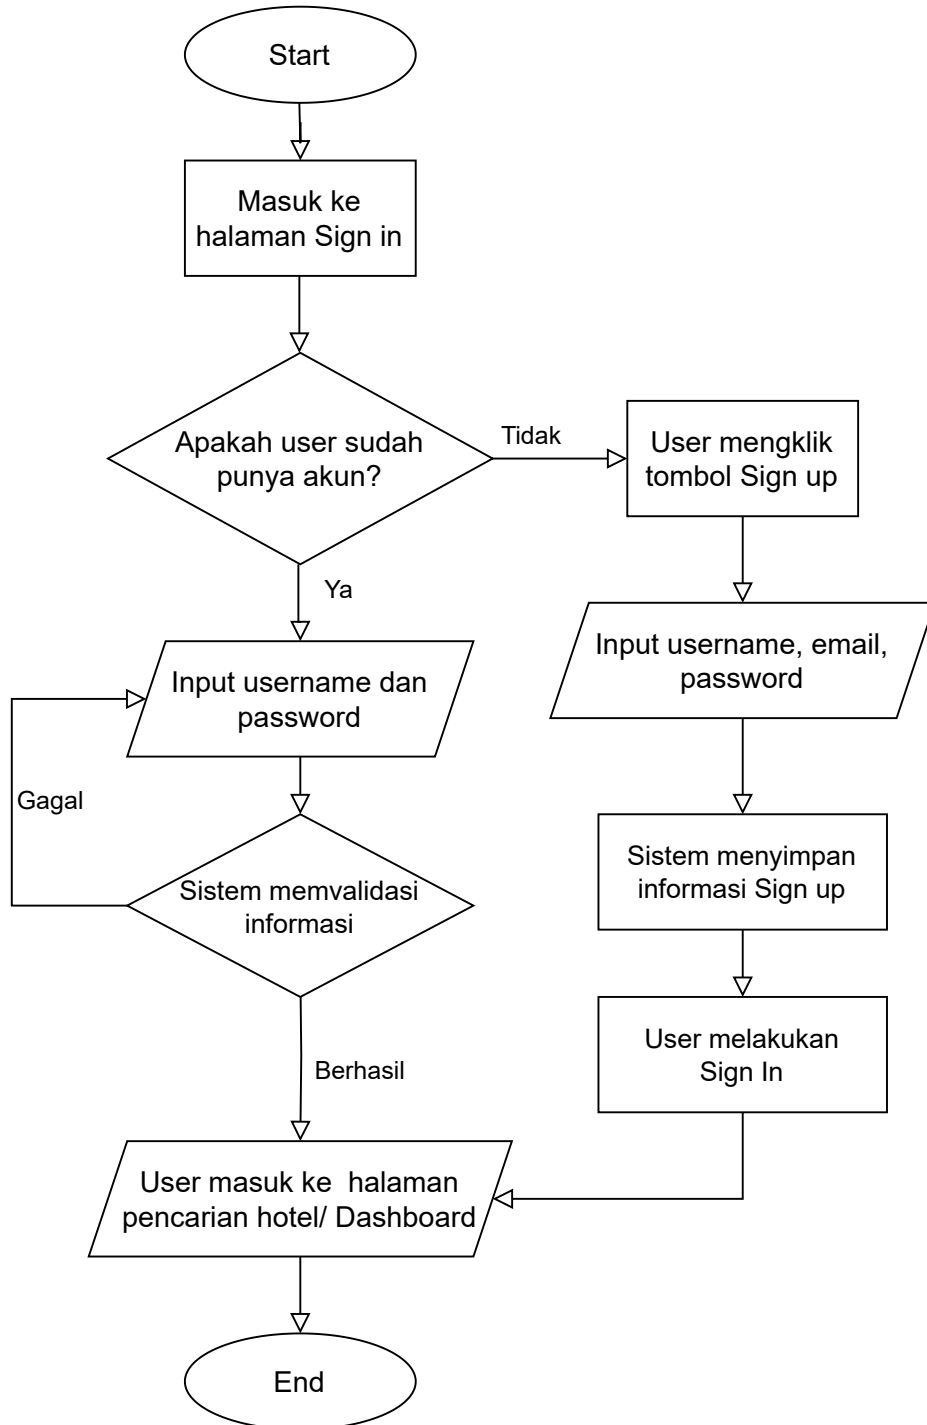 Start
Masuk ke
halaman Sign in
Apakah user sudah
punya akun?
Tidak
User mengklik
tombol Sign up
Ya
Input username dan
password
Input username, email,
password
Gagal
Sistem memvalidasi
informasi
Sistem menyimpan
informasi Sign up
Berhasil
User melakukan
Sign In
User masuk ke  halaman
pencarian hotel/ Dashboard
End